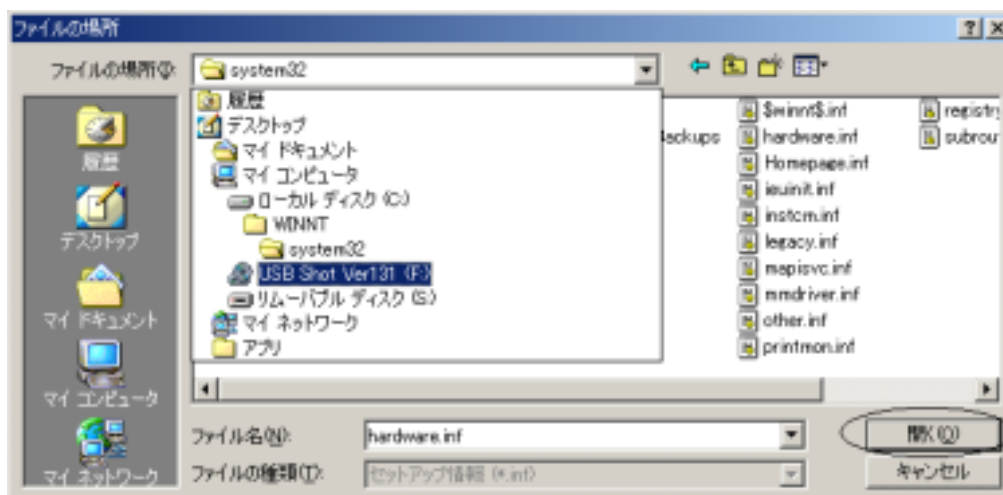 ファイルの場所
ファイルの場所(I):
system32
履歴
デスクトップ
マイ ドキュメント
マイ コンピュータ
ローカル ディスク (C:)
WINNT
system32
USB Shot Ver131 (F:)
リムーバブル ディスク (S:)
マイ ネットワーク
アプリ
履歴
デスクトップ
マイ ドキュメント
マイ コンピュータ
マイ ネットワーク
ackups
$winnt$.inf
hardware.inf
Homepage.inf
ieuinit.inf
instcm.inf
legacy.inf
mapisvc.inf
mmdriver.inf
other.inf
printmon.inf
registry
subrou
ファイル名(N):
hardware.inf
開く(O)
ファイルの種類(T):
セットアップ情報 (*.inf)
キャンセル